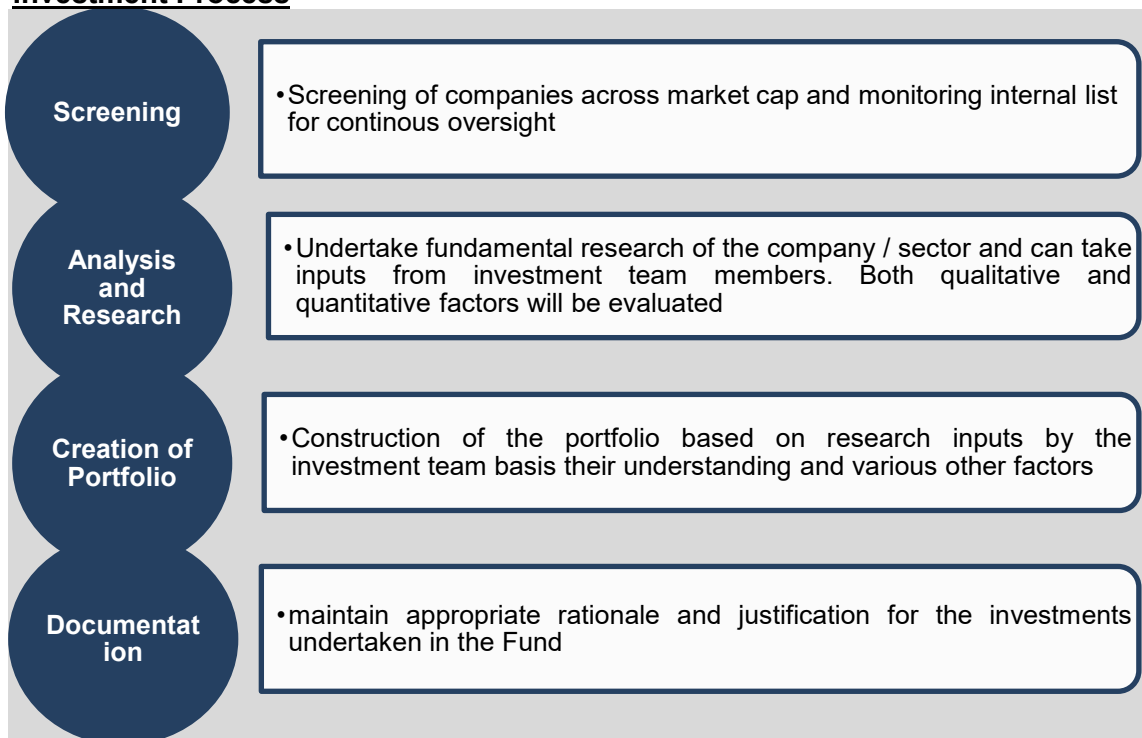 Investment Process
Screening
•Screening of companies across market cap and monitoring internal list
for continous oversight
Analysis
and
Research
•Undertake fundamental research of the company / sector and can take
inputs from investment team members. Both qualitative and
quantitative factors will be evaluated
Creation of
Portfolio
•Construction of the portfolio based on research inputs by the
investment team basis their understanding and various other factors
Documentat
ion
•maintain appropriate rationale and justification for the investments
undertaken in the Fund